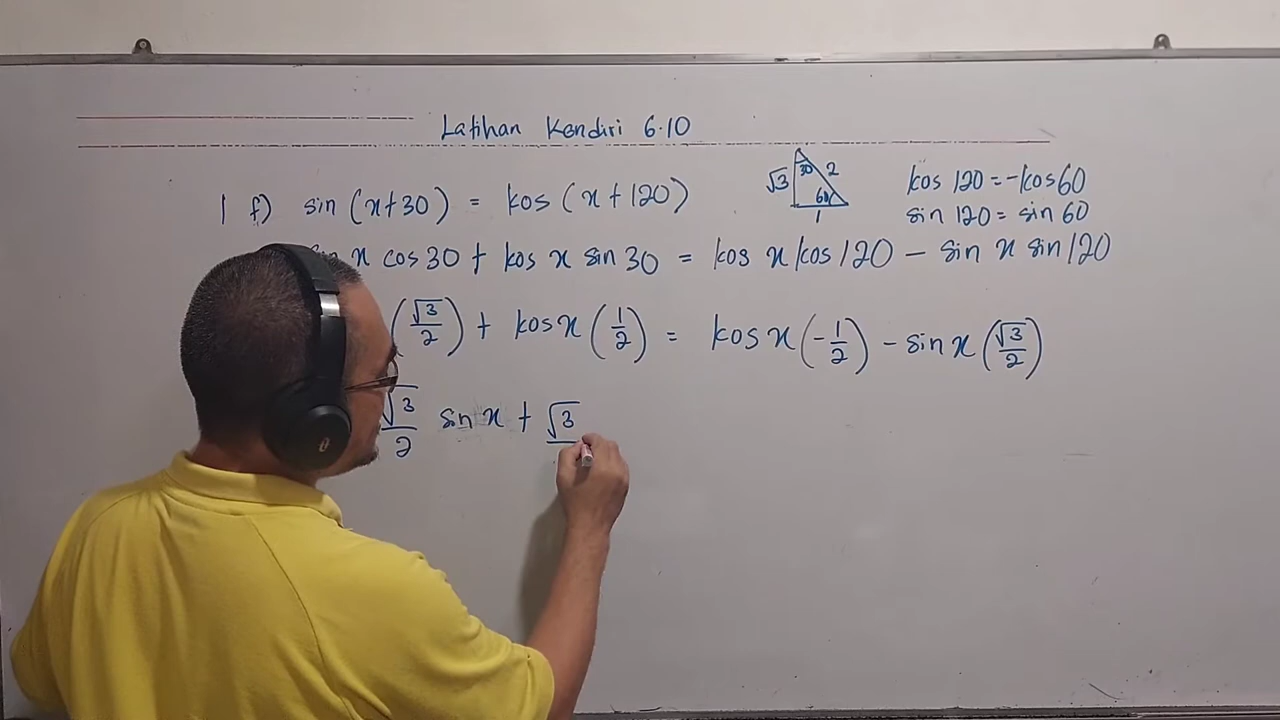 Latihan Kendiri 6.10
1 f) sin (x+30) = kos (x+120)
√3 30 2 60 1
kos 120 = -kos 60
sin 120 = sin 60
x cos 30 + kos x sin 30 = kos x kos 120 - sin x sin 120
(√3/2) + kos x (1/2) = kos x (-1/2) - sin x (√3/2)
√3/2 sin x + √3